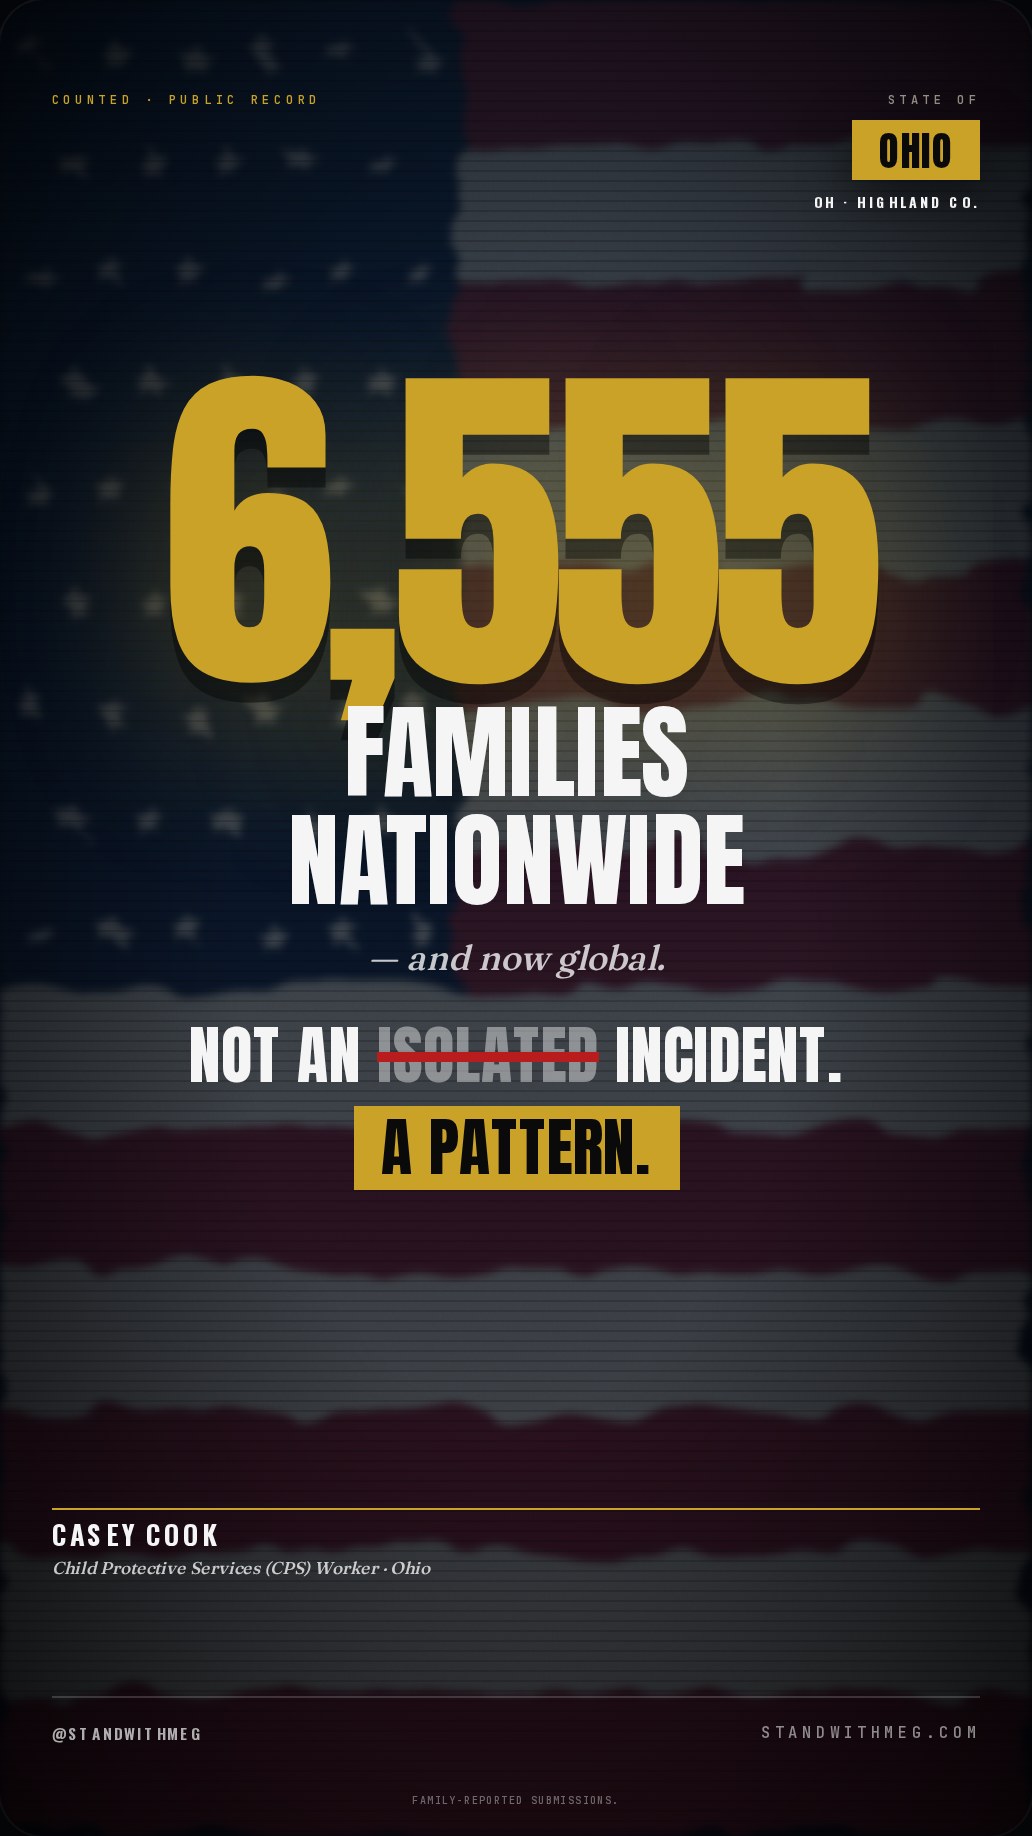 COUNTED · PUBLIC RECORD
STATE OF
OHIO
OH · HIGHLAND CO.
6,555
FAMILIES
NATIONWIDE
— and now global.
NOT AN ISOLATED INCIDENT.
A PATTERN.
CASEY COOK
Child Protective Services (CPS) Worker · Ohio
@STANDWITHMEG
STANDWITHMEG.COM
FAMILY-REPORTED SUBMISSIONS.